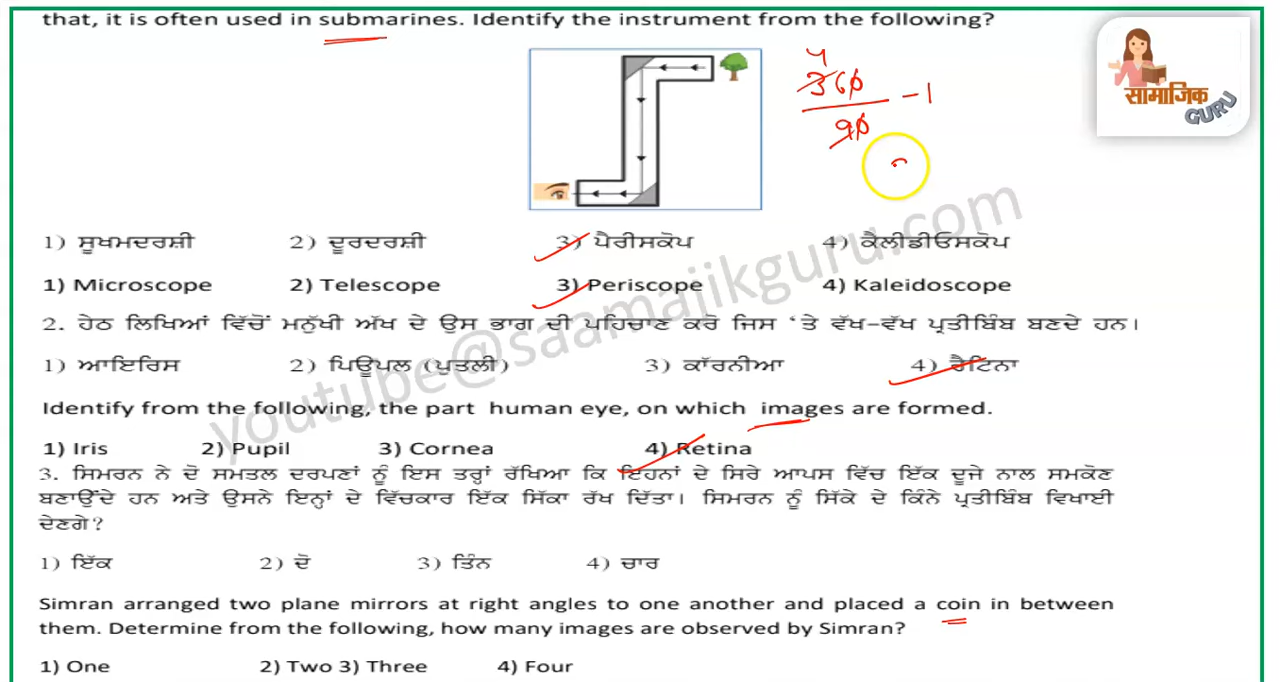 that, it is often used in submarines. Identify the instrument from the following?
4
360
90
- 1
सामाजिक
GURU
1) ਸੂਖਮਦਰਸ਼ੀ 2) ਦੂਰਦਰਸ਼ੀ 3) ਪੈਰੀਸਕੋਪ 4) ਕੈਲੀਡੀਓਸਕੋਪ
1) Microscope 2) Telescope 3) Periscope 4) Kaleidoscope
2. ਹੇਠ ਲਿਖਿਆਂ ਵਿੱਚੋਂ ਮਨੁੱਖੀ ਅੱਖ ਦੇ ਉਸ ਭਾਗ ਦੀ ਪਹਿਚਾਣ ਕਰੋ ਜਿਸ ‘ਤੇ ਵੱਖ-ਵੱਖ ਪ੍ਰਤੀਬਿੰਬ ਬਣਦੇ ਹਨ।
1) ਆਇਰਿਸ 2) ਪਿਊਪਲ (ਪੁਤਲੀ) 3) ਕਾੱਰਨੀਆ 4) ਰੈਟਿਨਾ
Identify from the following, the part human eye, on which images are formed.
1) Iris 2) Pupil 3) Cornea 4) Retina
3. ਸਿਮਰਨ ਨੇ ਦੋ ਸਮਤਲ ਦਰਪਣਾਂ ਨੂੰ ਇਸ ਤਰ੍ਹਾਂ ਰੱਖਿਆ ਕਿ ਇਹਨਾਂ ਦੇ ਸਿਰੇ ਆਪਸ ਵਿੱਚ ਇੱਕ ਦੂਜੇ ਨਾਲ ਸਮਕੋਣ
ਬਣਾਉਂਦੇ ਹਨ ਅਤੇ ਉਸਨੇ ਇਨ੍ਹਾਂ ਦੇ ਵਿੱਚਕਾਰ ਇੱਕ ਸਿੱਕਾ ਰੱਖ ਦਿੱਤਾ। ਸਿਮਰਨ ਨੂੰ ਸਿੱਕੇ ਦੇ ਕਿੰਨੇ ਪ੍ਰਤੀਬਿੰਬ ਵਿਖਾਈ
ਦੇਣਗੇ?
1) ਇੱਕ 2) ਦੋ 3) ਤਿੰਨ 4) ਚਾਰ
Simran arranged two plane mirrors at right angles to one another and placed a coin in between
them. Determine from the following, how many images are observed by Simran?
1) One 2) Two 3) Three 4) Four
youtube@saamajikguru.com